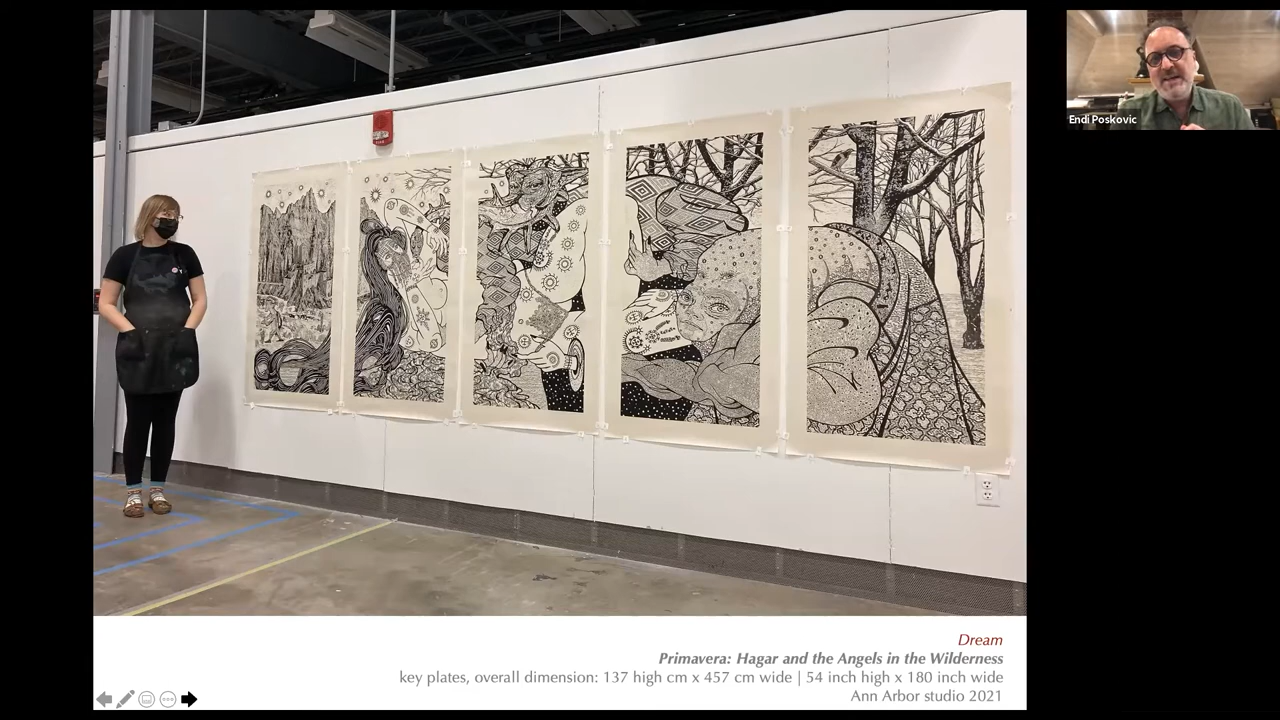 Endi Poskovic
Dream
Primavera: Hagar and the Angels in the Wilderness
key plates, overall dimension: 137 high cm x 457 cm wide | 54 inch high x 180 inch wide
Ann Arbor studio 2021